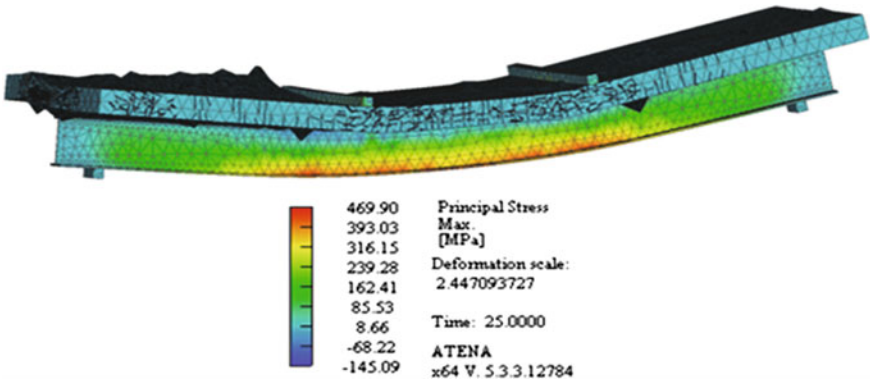 469.90
393.03
316.15
239.28
162.41
85.53
8.66
-68.22
-145.09
Principal Stress
Max.
[MPa]
Deformation scale:
2.447093727
Time: 25.0000
ATENA
x64 V. 5.3.3.12784